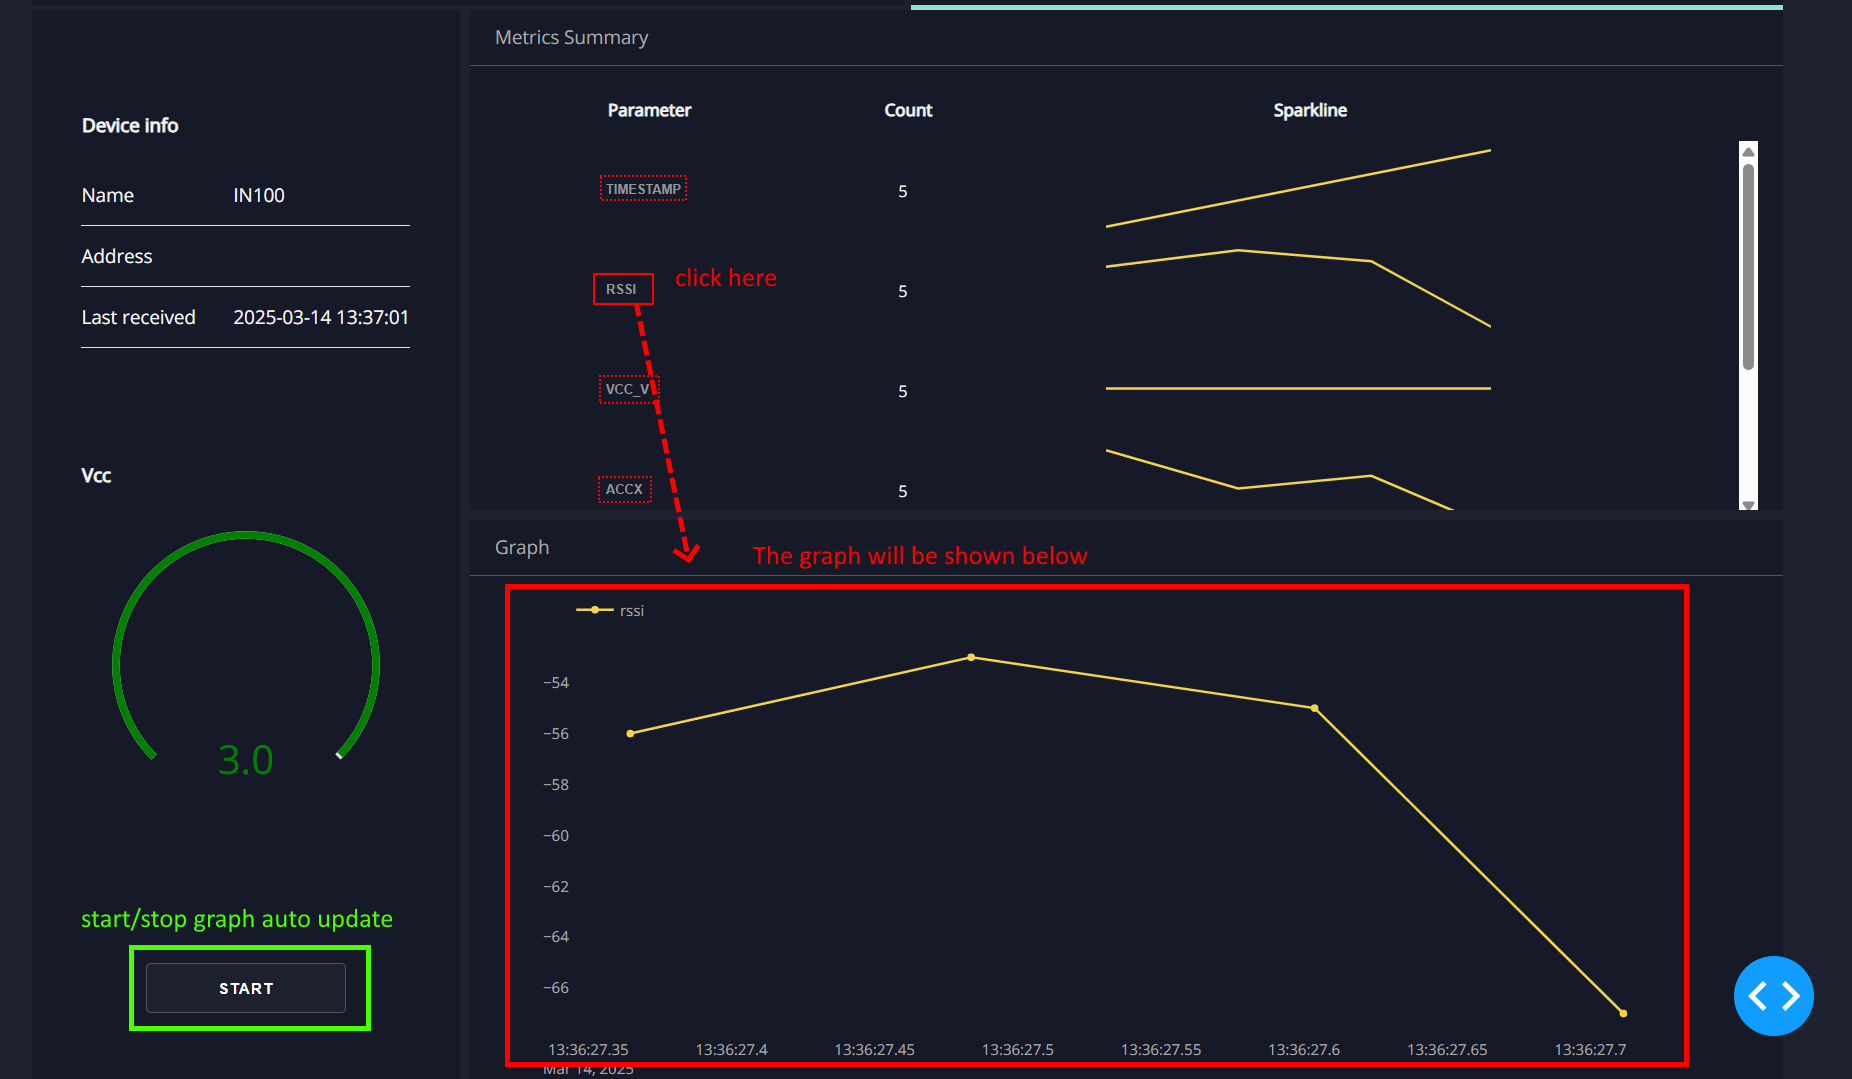 Metrics Summary
Device info
Name IN100
Address
Last received 2025-03-14 13:37:01
Parameter Count Sparkline
TIMESTAMP 5
RSSI click here 5
VCC_V 5
ACCX 5
Vcc
3.0
start/stop graph auto update
START
Graph
The graph will be shown below
rssi
−54
−56
−58
−60
−62
−64
−66
13:36:27.35 13:36:27.4 13:36:27.45 13:36:27.5 13:36:27.55 13:36:27.6 13:36:27.65 13:36:27.7
Mar 14, 2025